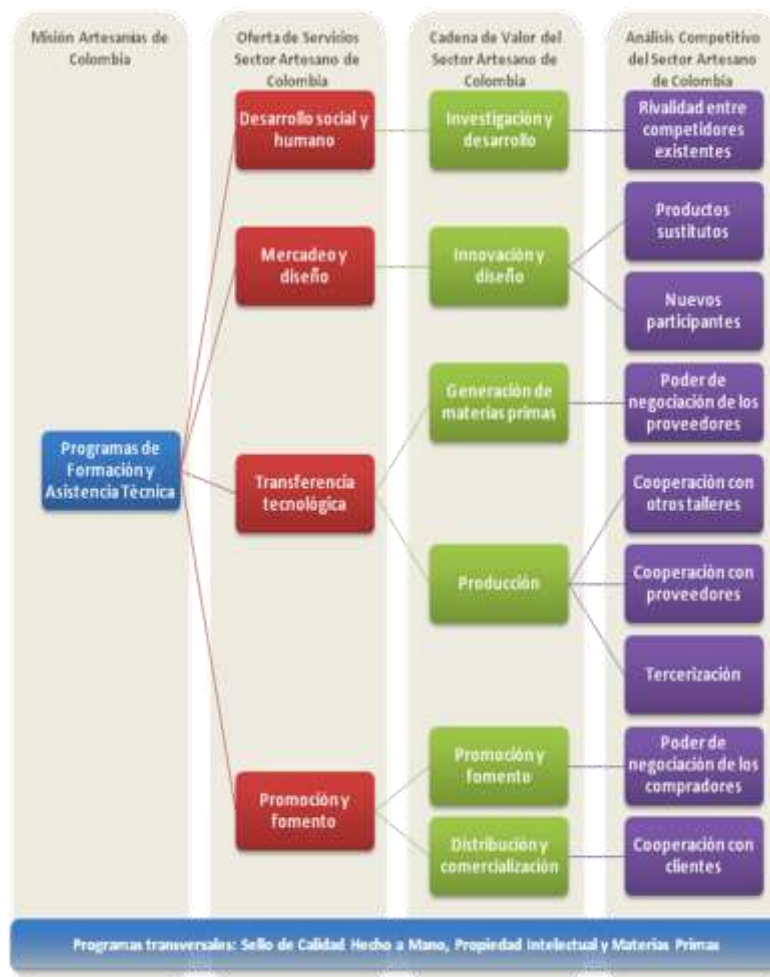 Misión Artesanías de
Colombia
Oferta de Servicios
Sector Artesano de
Colombia
Cadena de Valor del
Sector Artesano de
Colombia
Análisis Competitivo
del Sector Artesano
de Colombia
Programas de
Formación y
Asistencia Técnica
Desarrollo social y
humano
Mercadeo y
diseño
Transferencia
tecnológica
Promoción y
fomento
Investigación y
desarrollo
Innovación y
diseño
Generación de
materias primas
Producción
Promoción y
fomento
Distribución y
comercialización
Rivalidad entre
competidores
existentes
Productos
sustitutos
Nuevos
participantes
Poder de
negociación de los
proveedores
Cooperación con
otros talleres
Cooperación con
proveedores
Tercerización
Poder de
negociación de los
compradores
Cooperación con
clientes
Programas transversales: Sello de Calidad Hecho a Mano, Propiedad Intelectual y Materias Primas